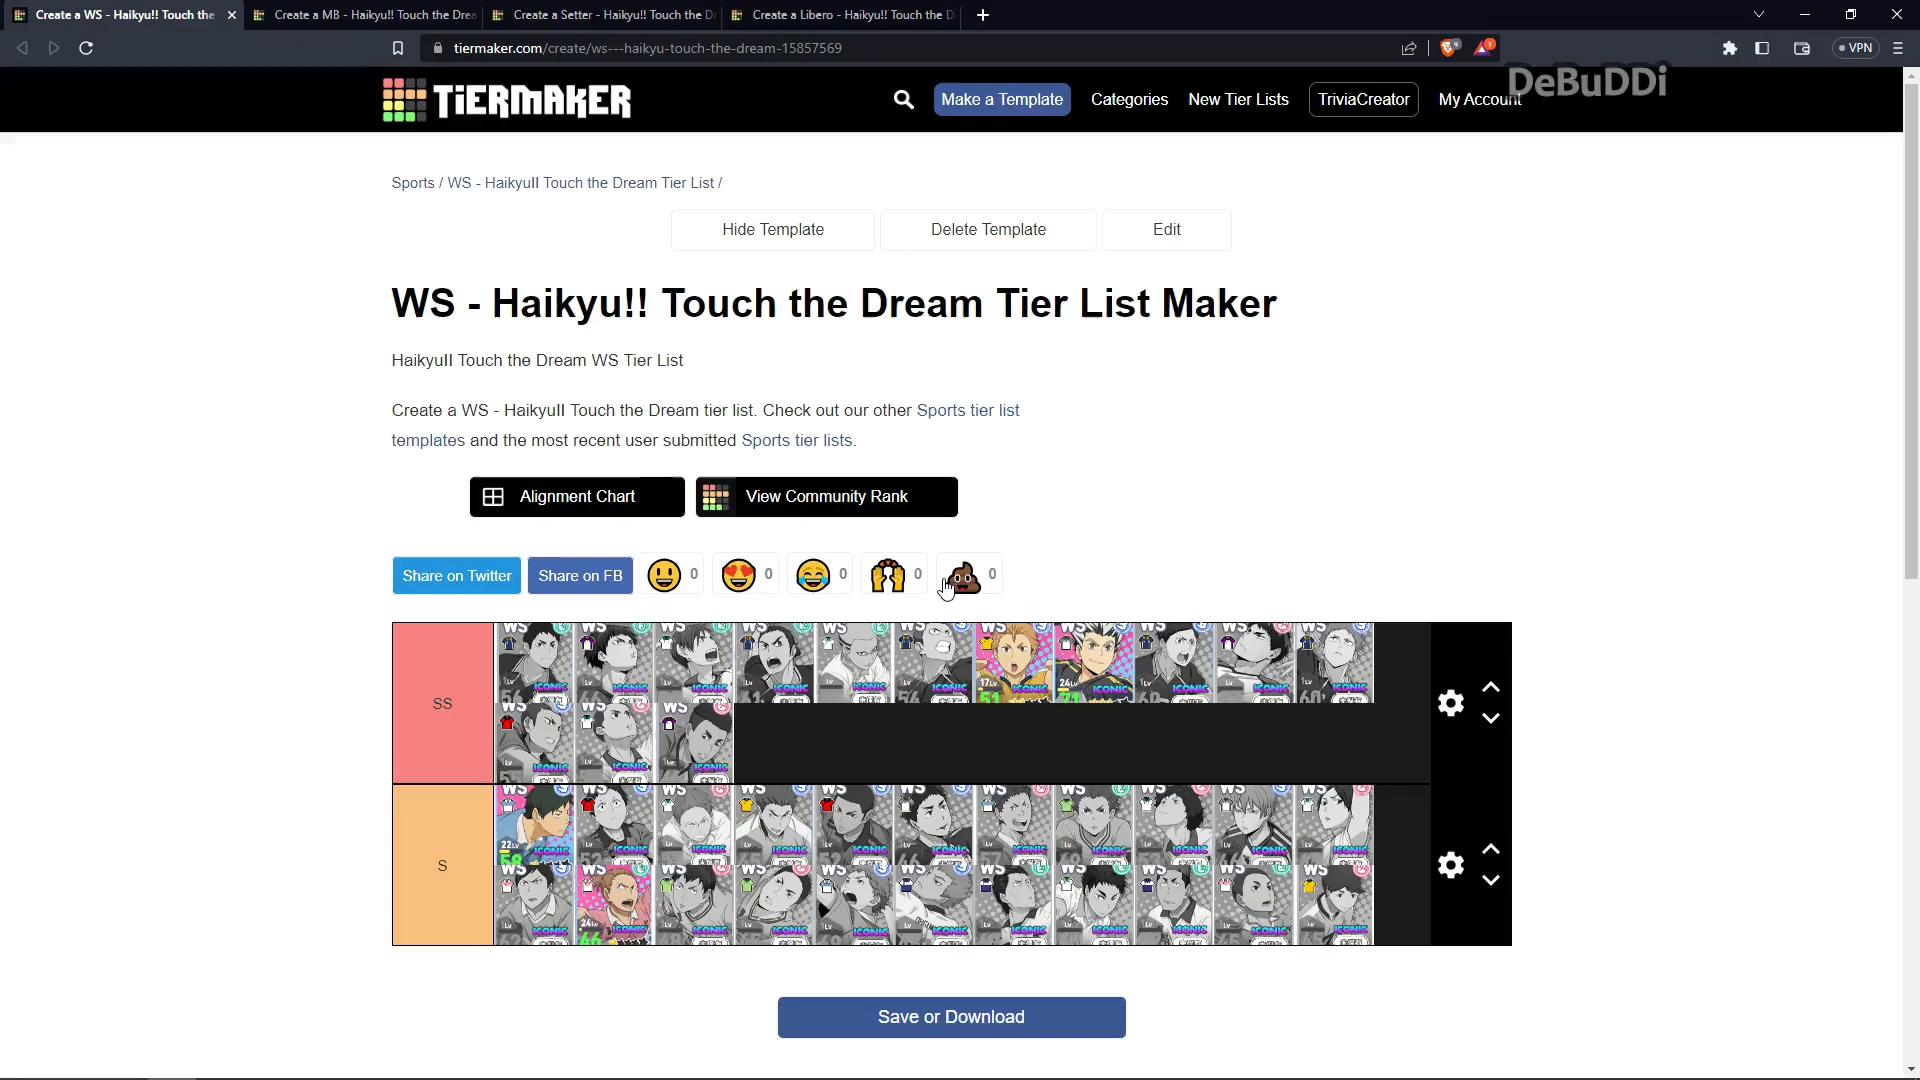 Create a WS - Haikyu!! Touch the
Create a MB - Haikyu!! Touch the Drea
Create a Setter - Haikyu!! Touch the D
Create a Libero - Haikyu!! Touch the D
tiermaker.com/create/ws---haikyu-touch-the-dream-15857569
VPN
DeBuDDi
TiERMAKER
Make a Template
Categories
New Tier Lists
TriviaCreator
My Account
Sports / WS - HaikyuII Touch the Dream Tier List /
Hide Template
Delete Template
Edit
WS - Haikyu!! Touch the Dream Tier List Maker
HaikyuII Touch the Dream WS Tier List
Create a WS - HaikyuII Touch the Dream tier list. Check out our other Sports tier list
templates and the most recent user submitted Sports tier lists.
Alignment Chart
View Community Rank
Share on Twitter
Share on FB
0
0
0
0
0
SS
S
Save or Download